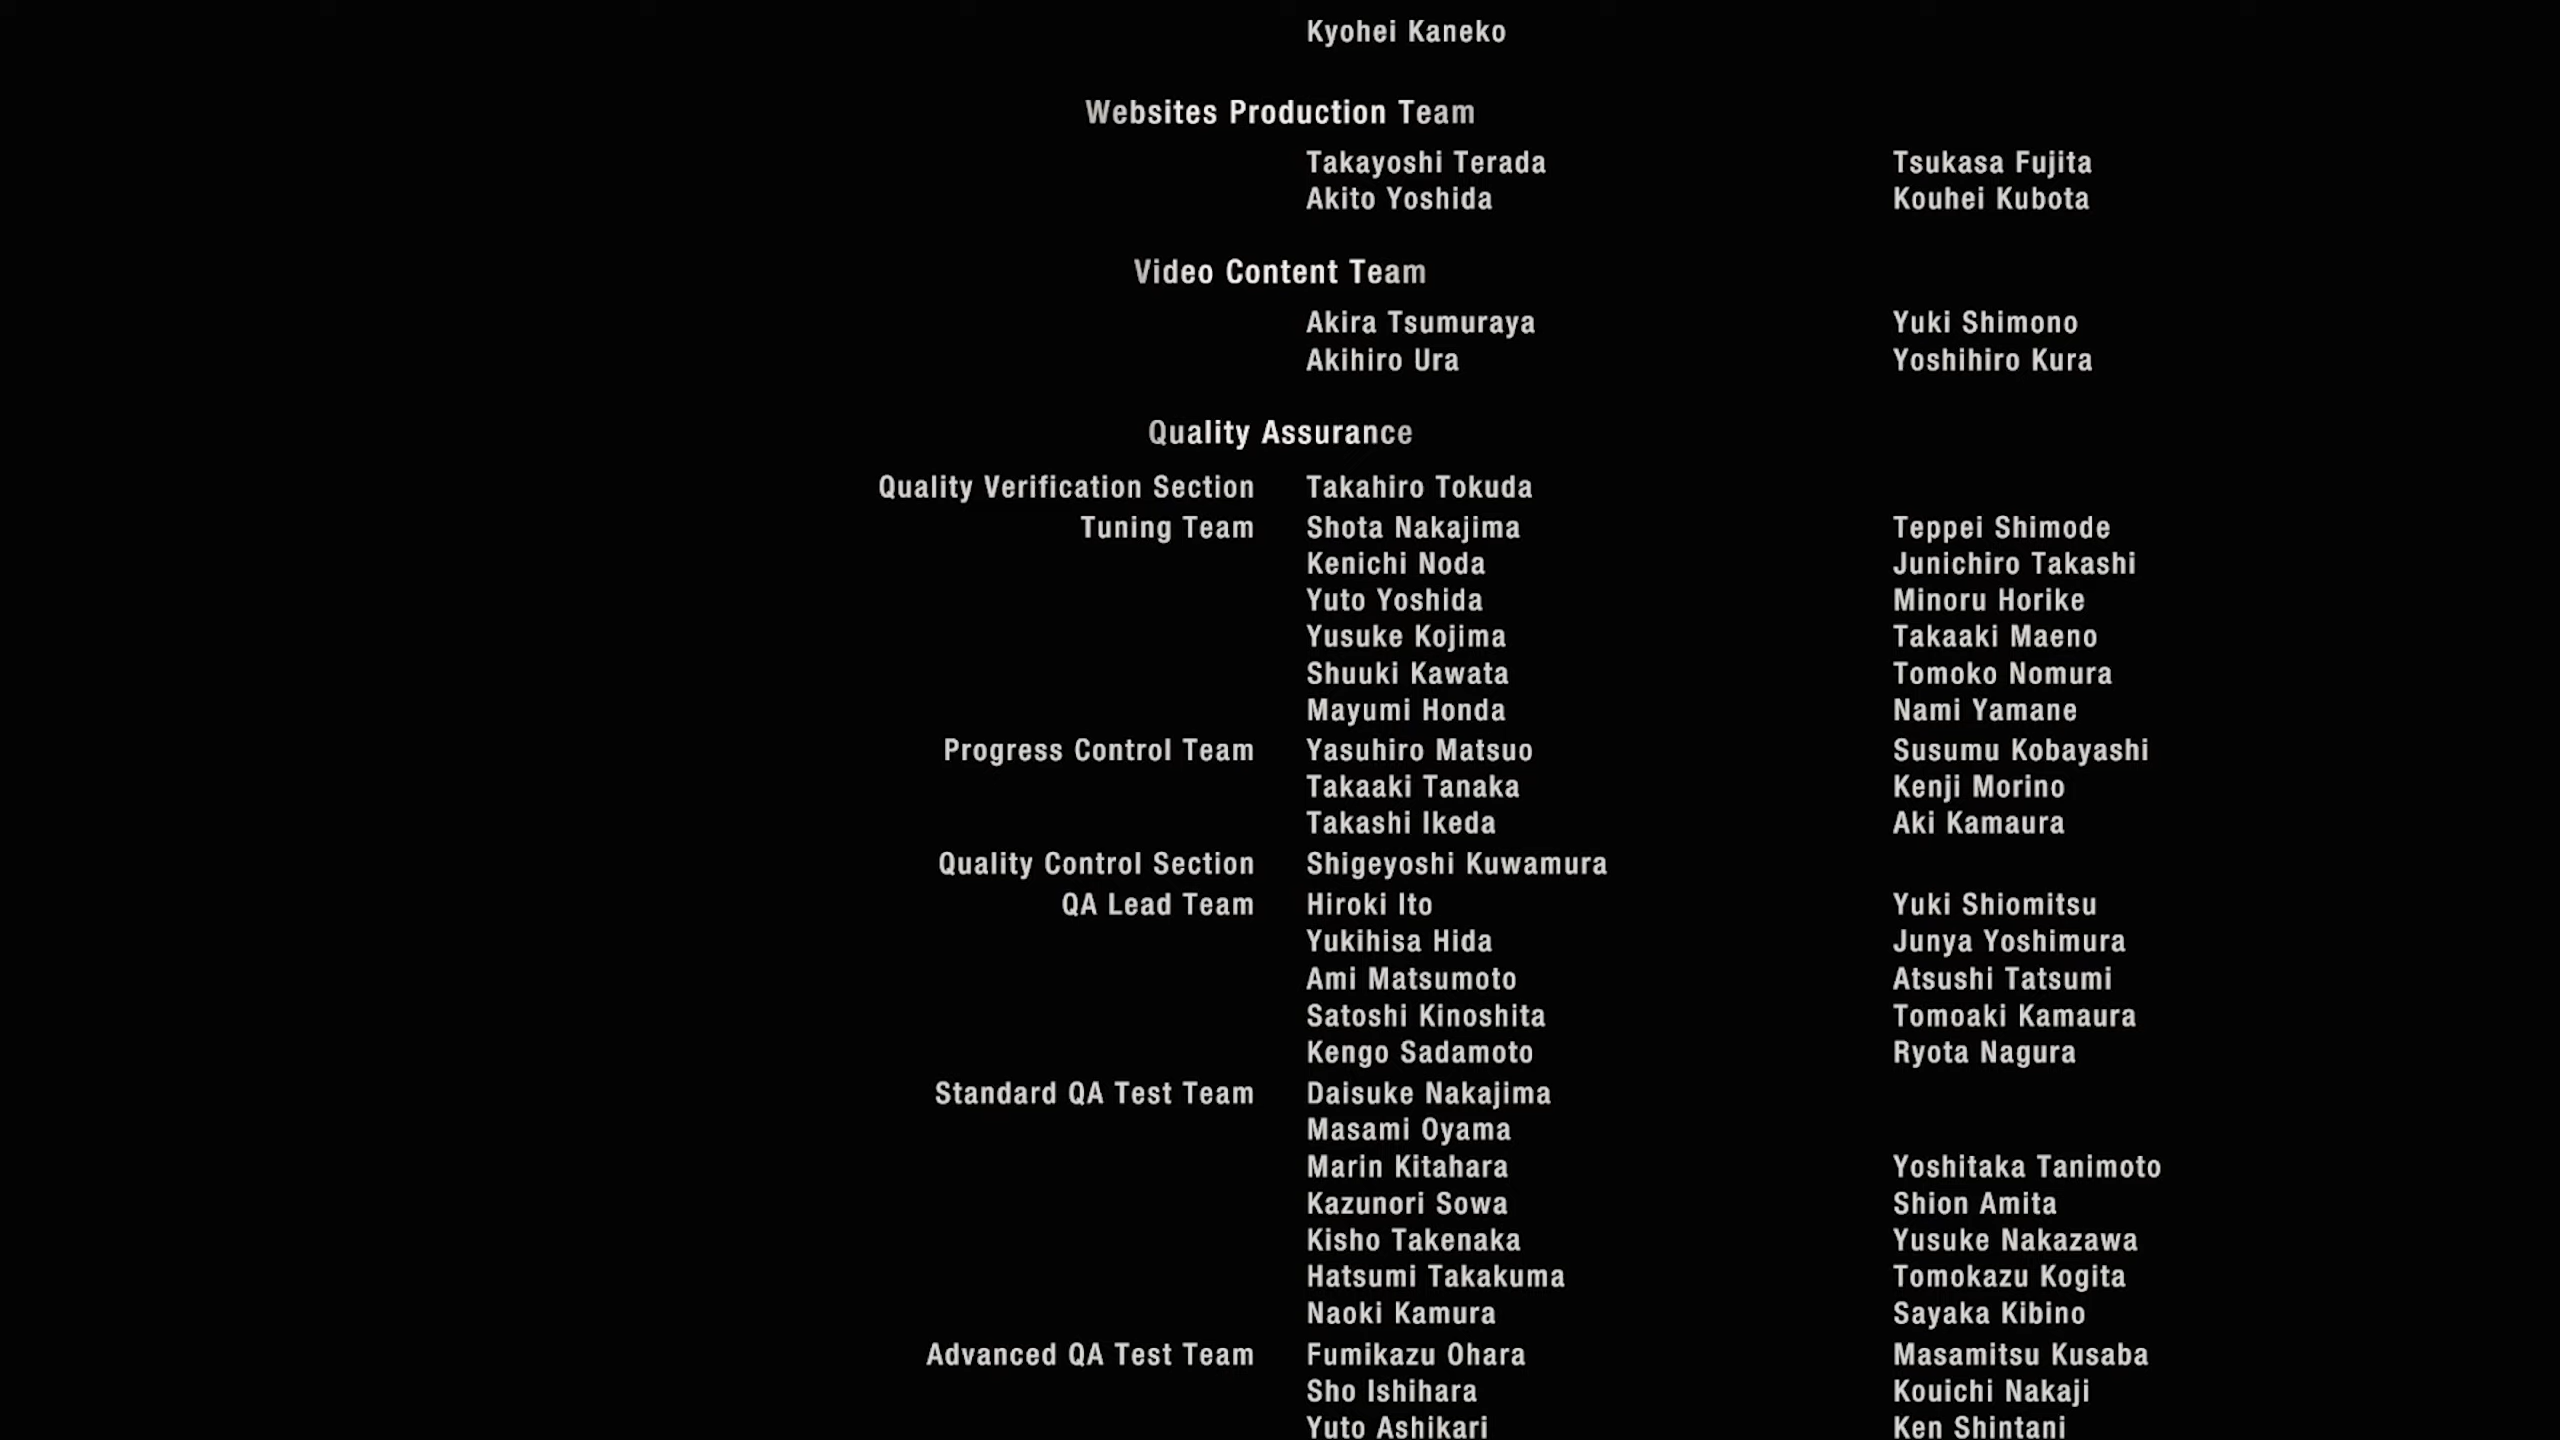 Kyohei Kaneko
Websites Production Team
Takayoshi Terada Tsukasa Fujita
Akito Yoshida Kouhei Kubota
Video Content Team
Akira Tsumuraya Yuki Shimono
Akihiro Ura Yoshihiro Kura
Quality Assurance
Quality Verification Section Takahiro Tokuda
Tuning Team Shota Nakajima Teppei Shimode
Kenichi Noda Junichiro Takashi
Yuto Yoshida Minoru Horike
Yusuke Kojima Takaaki Maeno
Shuuki Kawata Tomoko Nomura
Mayumi Honda Nami Yamane
Progress Control Team Yasuhiro Matsuo Susumu Kobayashi
Takaaki Tanaka Kenji Morino
Takashi Ikeda Aki Kamaura
Quality Control Section Shigeyoshi Kuwamura
QA Lead Team Hiroki Ito Yuki Shiomitsu
Yukihisa Hida Junya Yoshimura
Ami Matsumoto Atsushi Tatsumi
Satoshi Kinoshita Tomoaki Kamaura
Kengo Sadamoto Ryota Nagura
Standard QA Test Team Daisuke Nakajima
Masami Oyama
Marin Kitahara Yoshitaka Tanimoto
Kazunori Sowa Shion Amita
Kisho Takenaka Yusuke Nakazawa
Hatsumi Takakuma Tomokazu Kogita
Naoki Kamura Sayaka Kibino
Advanced QA Test Team Fumikazu Ohara Masamitsu Kusaba
Sho Ishihara Kouichi Nakaji
Yuto Ashikari Ken Shintani